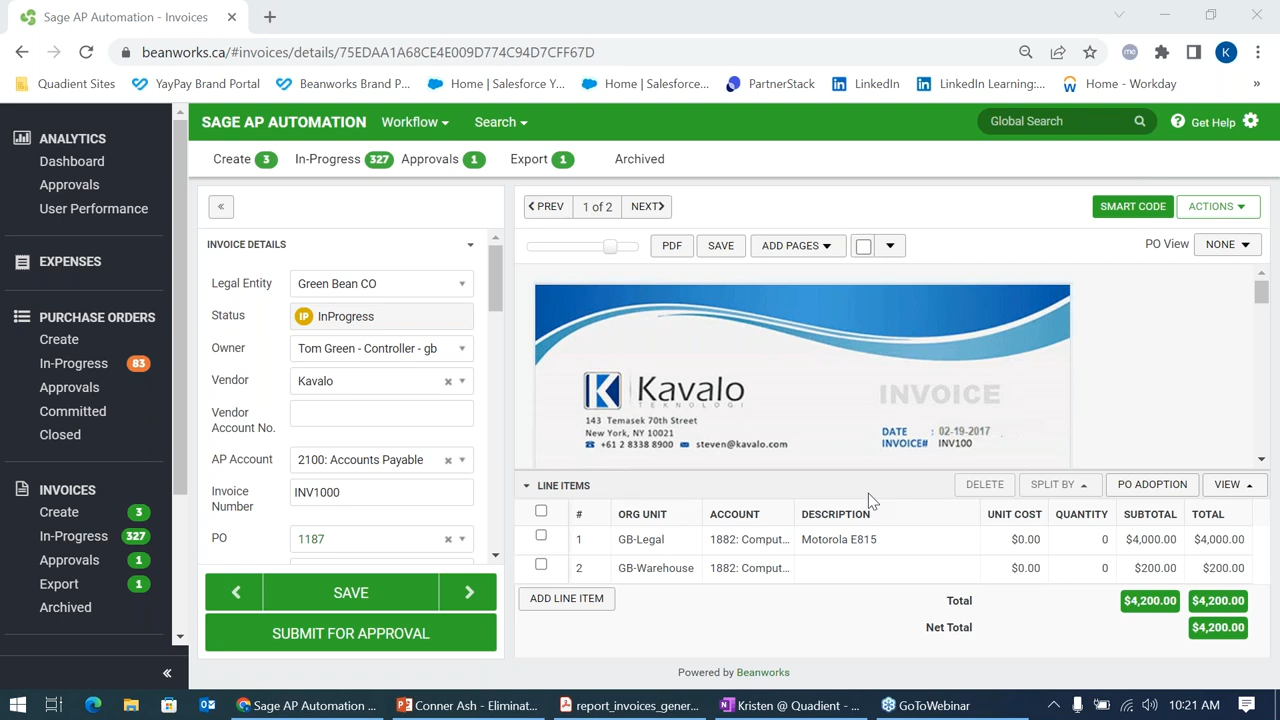 Sage AP Automation - Invoices
beanworks.ca/#invoices/details/75EDAA1A68CE4E009D774C94D7CFF67D
K
Quadient Sites
YayPay Brand Portal
Beanworks Brand P...
Home | Salesforce Y...
Home | Salesforce...
PartnerStack
LinkedIn
LinkedIn Learning:...
Home - Workday
»
SAGE AP AUTOMATION
Workflow
Search
Global Search
Get Help
Create 3
In-Progress 327
Approvals 1
Export 1
Archived
ANALYTICS
Dashboard
Approvals
User Performance
EXPENSES
PURCHASE ORDERS
Create
In-Progress 83
Approvals
Committed
Closed
INVOICES
Create 3
In-Progress 327
Approvals 1
Export 1
Archived
«
«
INVOICE DETAILS
Legal Entity Green Bean CO
Status IP InProgress
Owner Tom Green - Controller - gb
Vendor Kavalo
Vendor
Account No.
AP Account 2100: Accounts Payable
Invoice
Number INV1000
PO 1187
SAVE
SUBMIT FOR APPROVAL
PREV 1 of 2 NEXT
SMART CODE ACTIONS
PDF SAVE ADD PAGES
PO View NONE
K Kavalo
TEKNOLOGI
143 Temasek 70th Street
New York, NY 10021
+61 2 8338 8900 steven@kavalo.com
INVOICE
DATE : 02-19-2017
INVOICE# INV100
LINE ITEMS
DELETE SPLIT BY PO ADOPTION VIEW
# ORG UNIT ACCOUNT DESCRIPTION UNIT COST QUANTITY SUBTOTAL TOTAL
1 GB-Legal 1882: Comput... Motorola E815 $0.00 0 $4,000.00 $4,000.00
2 GB-Warehouse 1882: Comput... $0.00 0 $200.00 $200.00
ADD LINE ITEM
Total $4,200.00 $4,200.00
Net Total $4,200.00
Powered by Beanworks
Sage AP Automation ...
Conner Ash - Eliminat...
report_invoices_gener...
Kristen @ Quadient - ...
GoToWebinar
10:21 AM